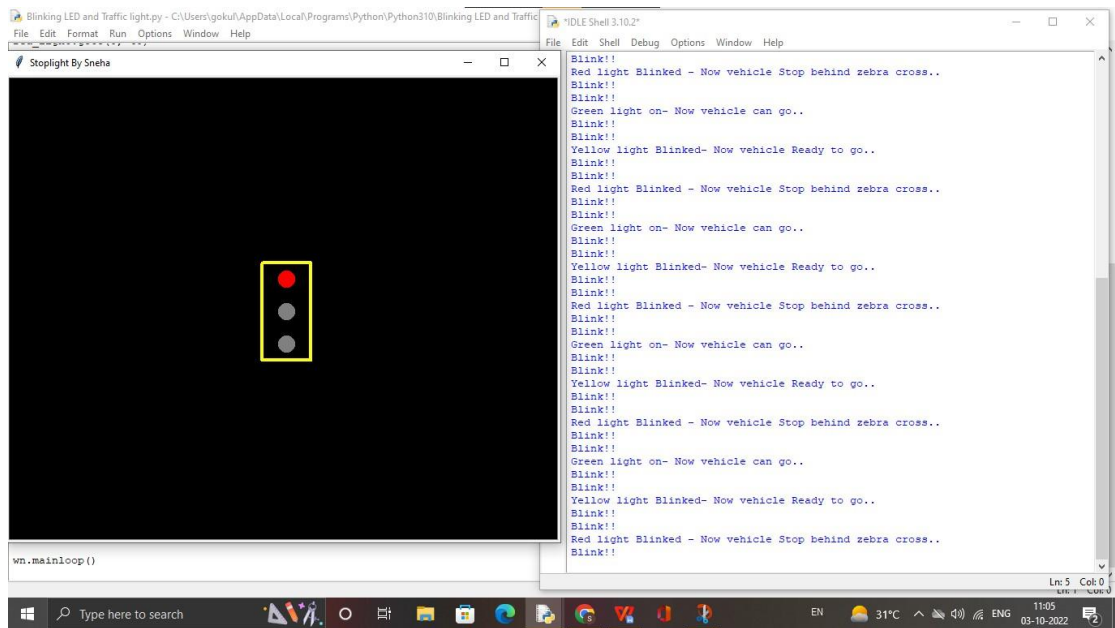 Blinking LED and Traffic light.py - C:\Users\gokul\AppData\Local\Programs\Python\Python310\Blinking LED and Traffic
File Edit Format Run Options Window Help
Stoplight By Sneha
wn.mainloop()
*IDLE Shell 3.10.2*
File Edit Shell Debug Options Window Help
Blink!!
Red light Blinked - Now vehicle Stop behind zebra cross..
Blink!!
Blink!!
Green light on- Now vehicle can go..
Blink!!
Blink!!
Yellow light Blinked- Now vehicle Ready to go..
Blink!!
Blink!!
Red light Blinked - Now vehicle Stop behind zebra cross..
Blink!!
Blink!!
Green light on- Now vehicle can go..
Blink!!
Blink!!
Yellow light Blinked- Now vehicle Ready to go..
Blink!!
Blink!!
Red light Blinked - Now vehicle Stop behind zebra cross..
Blink!!
Blink!!
Green light on- Now vehicle can go..
Blink!!
Blink!!
Yellow light Blinked- Now vehicle Ready to go..
Blink!!
Blink!!
Red light Blinked - Now vehicle Stop behind zebra cross..
Blink!!
Blink!!
Green light on- Now vehicle can go..
Blink!!
Blink!!
Yellow light Blinked- Now vehicle Ready to go..
Blink!!
Blink!!
Red light Blinked - Now vehicle Stop behind zebra cross..
Blink!!
Ln: 5 Col: 0
Type here to search
EN
31°C
ENG
11:05
03-10-2022
2